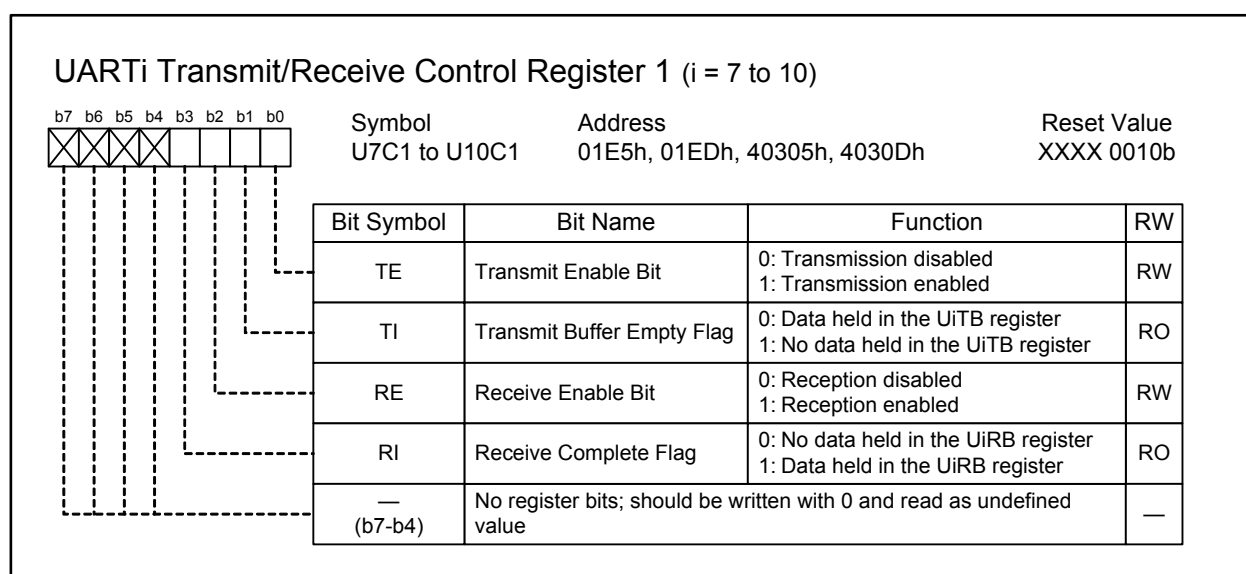 UARTi Transmit/Receive Control Register 1 (i = 7 to 10)
b7 b6 b5 b4 b3 b2 b1 b0
Symbol Address Reset Value
U7C1 to U10C1 01E5h, 01EDh, 40305h, 4030Dh XXXX 0010b
Bit Symbol Bit Name Function RW
TE Transmit Enable Bit 0: Transmission disabled RW
1: Transmission enabled
TI Transmit Buffer Empty Flag 0: Data held in the UiTB register RO
1: No data held in the UiTB register
RE Receive Enable Bit 0: Reception disabled RW
1: Reception enabled
RI Receive Complete Flag 0: No data held in the UiRB register RO
1: Data held in the UiRB register
— No register bits; should be written with 0 and read as undefined —
(b7-b4) value